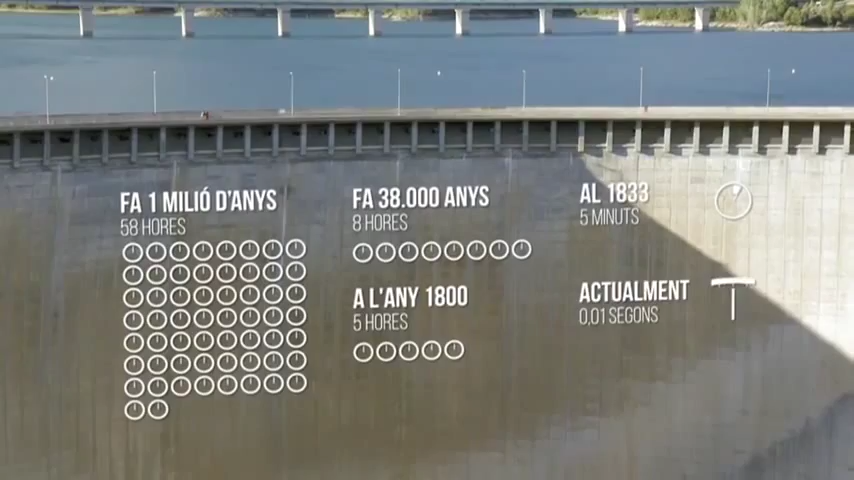 FA 1 MILIÓ D'ANYS
58 HORES
FA 38.000 ANYS
8 HORES
A L'ANY 1800
5 HORES
AL 1833
5 MINUTS
ACTUALMENT
0,01 SEGONS